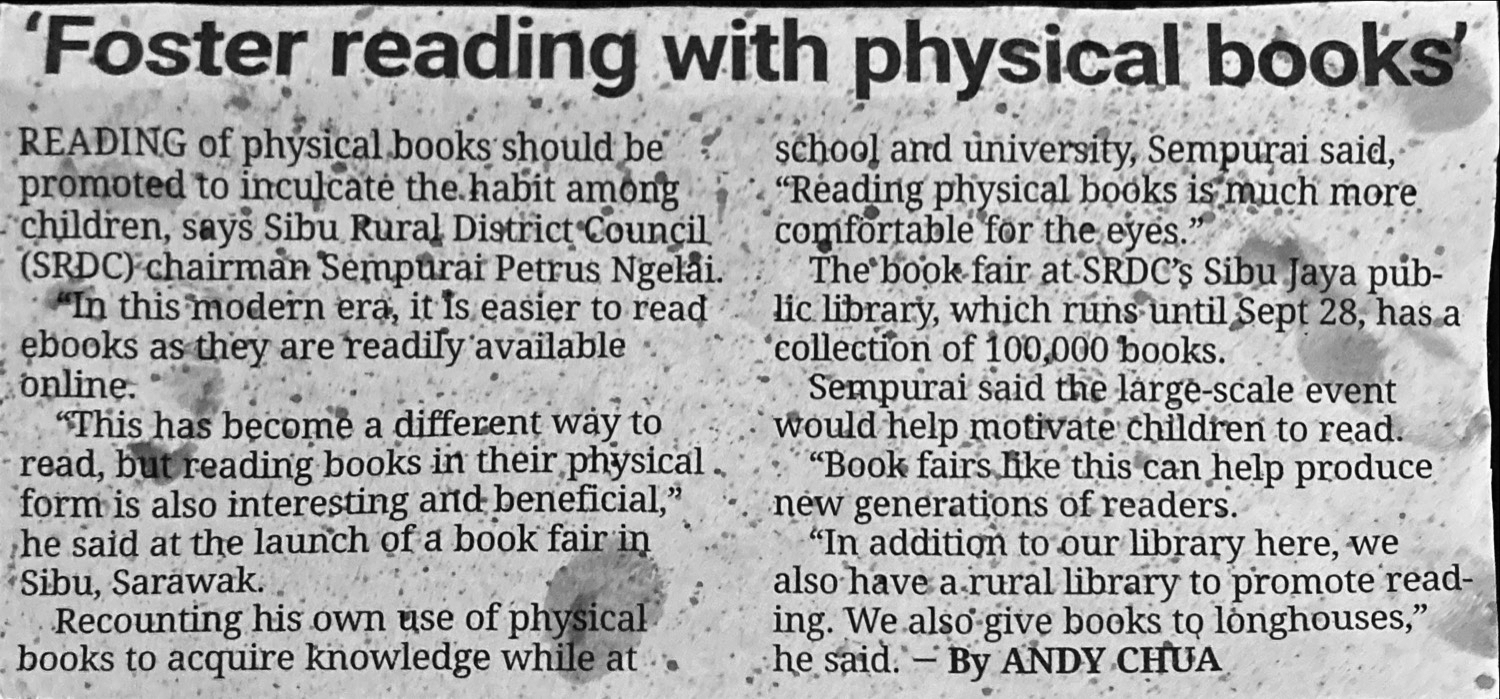 ‘Foster reading with physical books’
READING of physical books should be
promoted to inculcate the habit among
children, says Sibu Rural District Council
(SRDC) chairman Sempurai Petrus Ngelai.
“In this modern era, it is easier to read
ebooks as they are readily available
online.
“This has become a different way to
read, but reading books in their physical
form is also interesting and beneficial,”
he said at the launch of a book fair in
Sibu, Sarawak.
Recounting his own use of physical
books to acquire knowledge while at
school and university, Sempurai said,
“Reading physical books is much more
comfortable for the eyes.”
The book fair at SRDC’s Sibu Jaya pub-
lic library, which runs until Sept 28, has a
collection of 100,000 books.
Sempurai said the large-scale event
would help motivate children to read.
“Book fairs like this can help produce
new generations of readers.
“In addition to our library here, we
also have a rural library to promote read-
ing. We also give books to longhouses,”
he said. — By ANDY CHUA